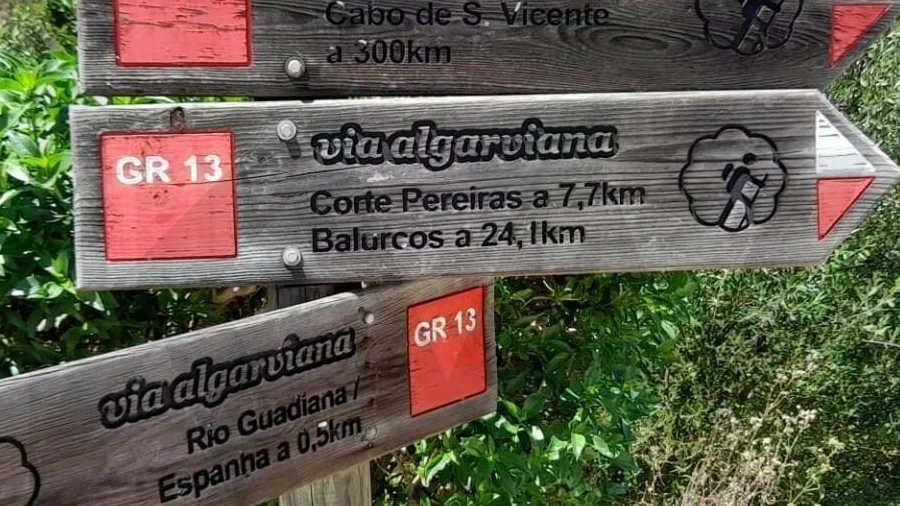 Cabo de S. Vicente
a 300km
GR 13
via algarviana
Corte Pereiras a 7,7km
Balurcos a 24,1km
GR 13
via algarviana
Rio Guadiana /
Espanha a 0,5km